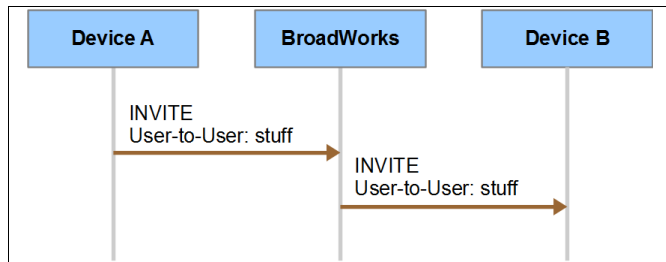 Device A
BroadWorks
Device B
INVITE
User-to-User: stuff
INVITE
User-to-User: stuff